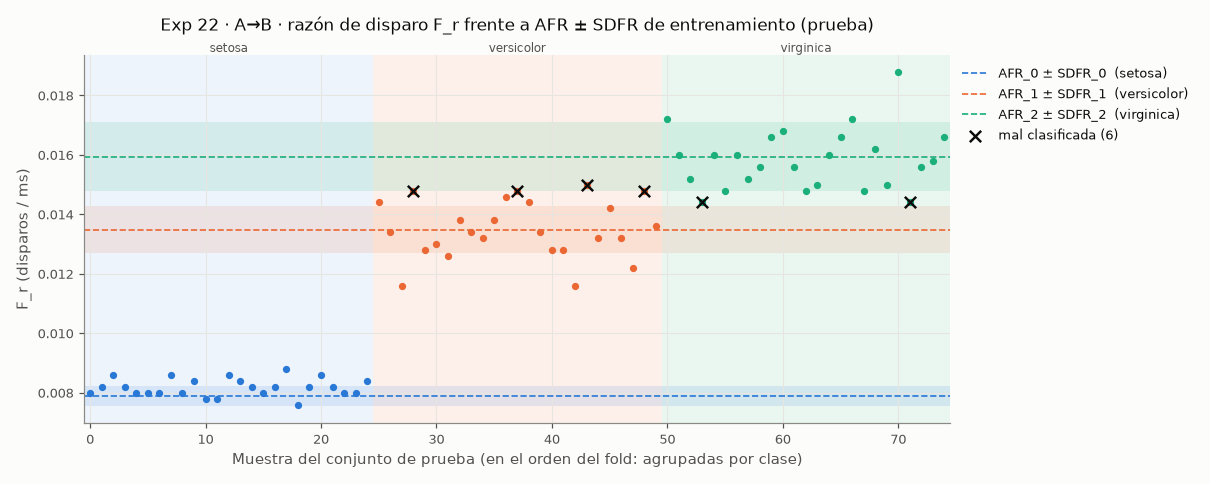 Exp 22 · A→B · razón de disparo F_r frente a AFR ± SDFR de entrenamiento (prueba)
setosa versicolor virginica
AFR_0 ± SDFR_0 (setosa)
AFR_1 ± SDFR_1 (versicolor)
AFR_2 ± SDFR_2 (virginica)
mal clasificada (6)
F_r (disparos / ms)
0.018
0.016
0.014
0.012
0.010
0.008
0 10 20 30 40 50 60 70
Muestra del conjunto de prueba (en el orden del fold: agrupadas por clase)